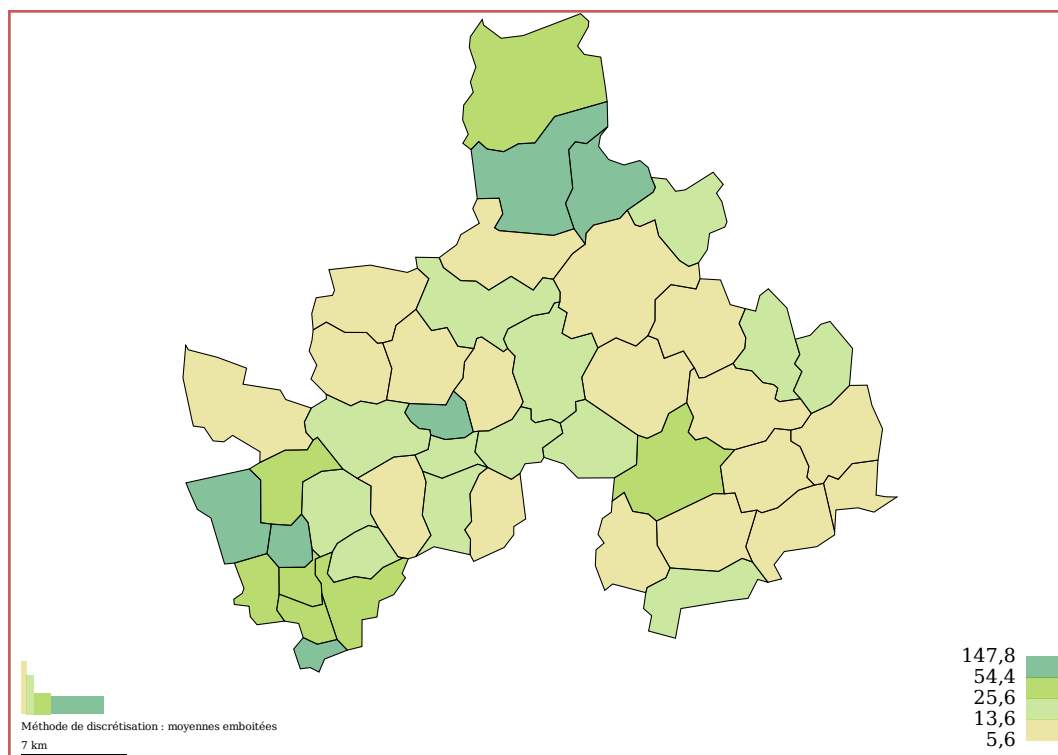 147,8
54,4
25,6
13,6
5,6
Méthode de discrétisation : moyennes emboitées
7 km